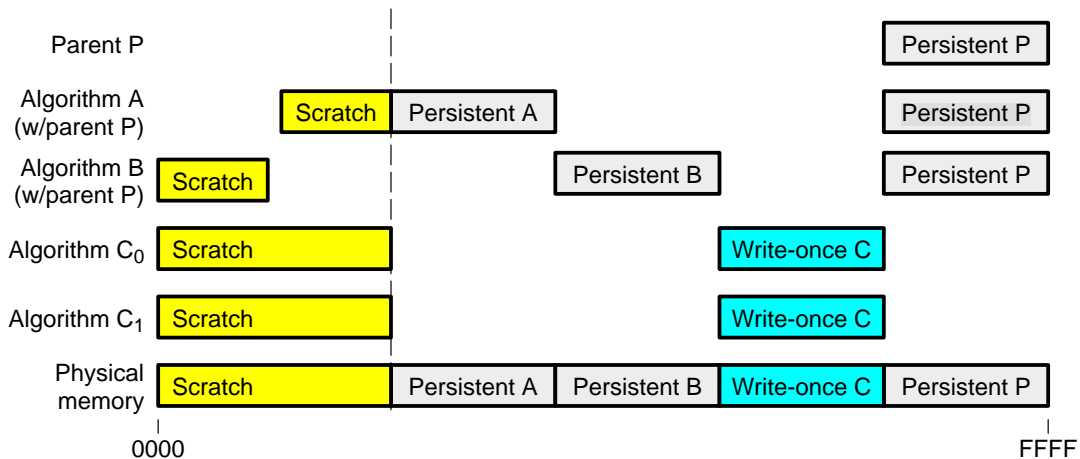 Parent P
Persistent P
Algorithm A
(w/parent P)
Scratch
Persistent A
Persistent P
Algorithm B
(w/parent P)
Scratch
Persistent B
Persistent P
Algorithm C0
Scratch
Write-once C
Algorithm C1
Scratch
Write-once C
Physical
memory
Scratch
Persistent A
Persistent B
Write-once C
Persistent P
0000
FFFF